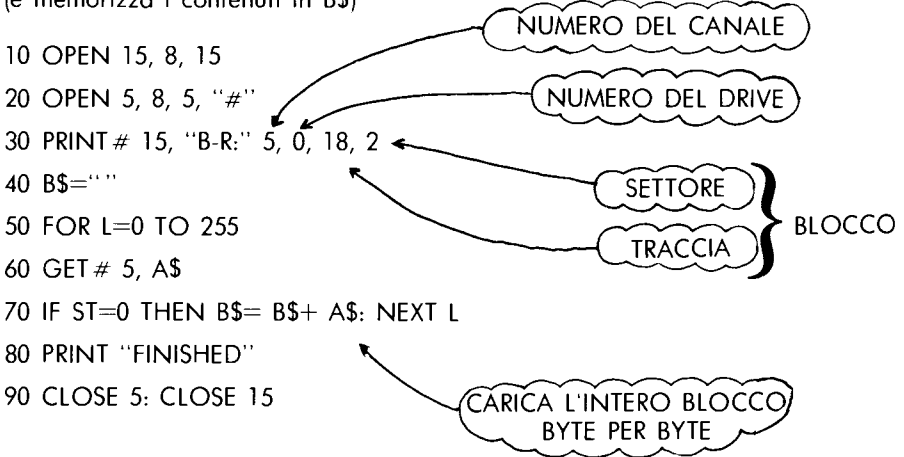 (e memorizza i contenuti in B$)
NUMERO DEL CANALE
10 OPEN 15, 8, 15
20 OPEN 5, 8, 5, "#"
NUMERO DEL DRIVE
30 PRINT # 15, "B-R:" 5, 0, 18, 2
40 B$=" "
SETTORE
50 FOR L=0 TO 255
BLOCCO
TRACCIA
60 GET # 5, A$
70 IF ST=0 THEN B$= B$+ A$: NEXT L
80 PRINT "FINISHED"
90 CLOSE 5: CLOSE 15
CARICA L'INTERO BLOCCO
BYTE PER BYTE